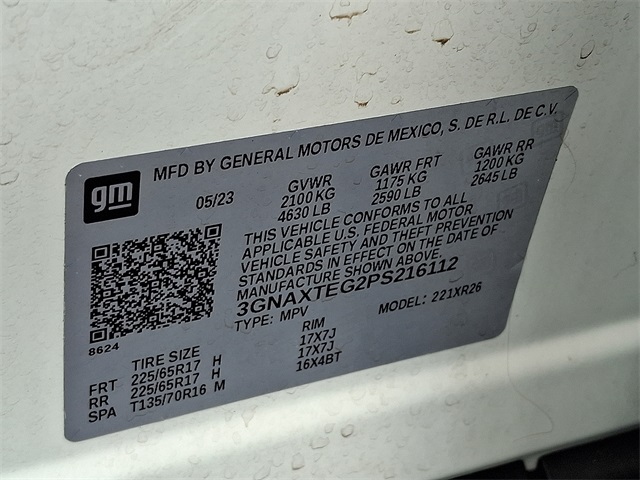 MFD BY GENERAL MOTORS DE MEXICO, S. DE R.L. DE C.V.
gm
05/23 GVWR GAWR FRT GAWR RR
2100 KG 1175 KG 1200 KG
4630 LB 2590 LB 2645 LB
THIS VEHICLE CONFORMS TO ALL
APPLICABLE U.S. FEDERAL MOTOR
VEHICLE SAFETY AND THEFT PREVENTION
STANDARDS IN EFFECT ON THE DATE OF
MANUFACTURE SHOWN ABOVE.
3GNAXTEG2PS216112
TYPE: MPV MODEL: 221XR26
8624
TIRE SIZE RIM
FRT 225/65R17 H 17X7J
RR 225/65R17 H 17X7J
SPA T135/70R16 M 16X4BT